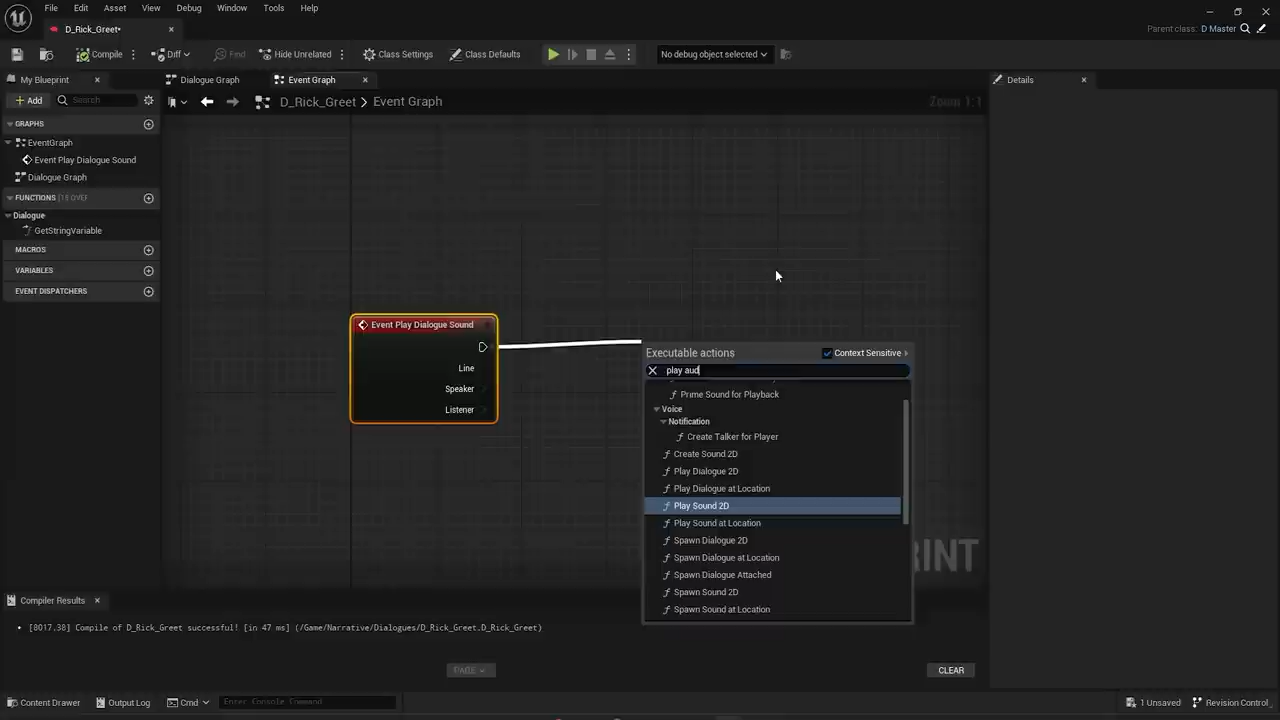 File Edit Asset View Debug Window Tools Help
D_Rick_Greet•
Parent class: D Master
Compile Diff Find Hide Unrelated Class Settings Class Defaults No debug object selected
My Blueprint Dialogue Graph Event Graph Details
Add Search D_Rick_Greet > Event Graph Zoom 1:1
GRAPHS
EventGraph
Event Play Dialogue Sound
Dialogue Graph
FUNCTIONS
Dialogue
GetStringVariable
MACROS
VARIABLES
EVENT DISPATCHERS
Event Play Dialogue Sound
Line
Speaker
Listener
Executable actions Context Sensitive
play aud
Prime Sound for Playback
Voice
Notification
Create Talker for Player
Create Sound 2D
Play Dialogue 2D
Play Dialogue at Location
Play Sound 2D
Play Sound at Location
Spawn Dialogue 2D
Spawn Dialogue at Location
Spawn Dialogue Attached
Spawn Sound 2D
Spawn Sound at Location
RINT
Compiler Results
[8017.38] Compile of D_Rick_Greet successful! [in 47 ms] (/Game/Narrative/Dialogues/D_Rick_Greet.D_Rick_Greet)
PAGE CLEAR
Content Drawer Output Log Cmd Enter Console Command 1 Unsaved Revision Control